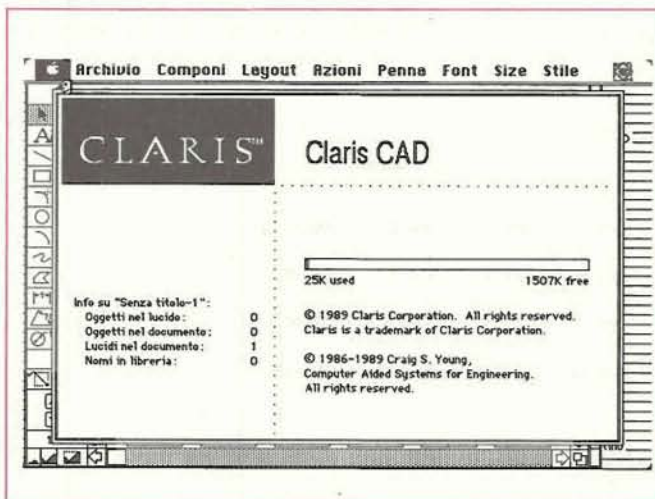 Archivio Componi Layout Azioni Penna Font Size Stile
CLARIS™
Claris CAD
25K used 1507K free
Info su "Senza titolo-1":
Oggetti nel lucido: 0
Oggetti nel documento: 0
Lucidi nel documento: 1
Nomi in libreria: 0
© 1989 Claris Corporation. All rights reserved.
Claris is a trademark of Claris Corporation.
© 1986-1989 Craig S. Young,
Computer Aided Systems for Engineering.
All rights reserved.
A